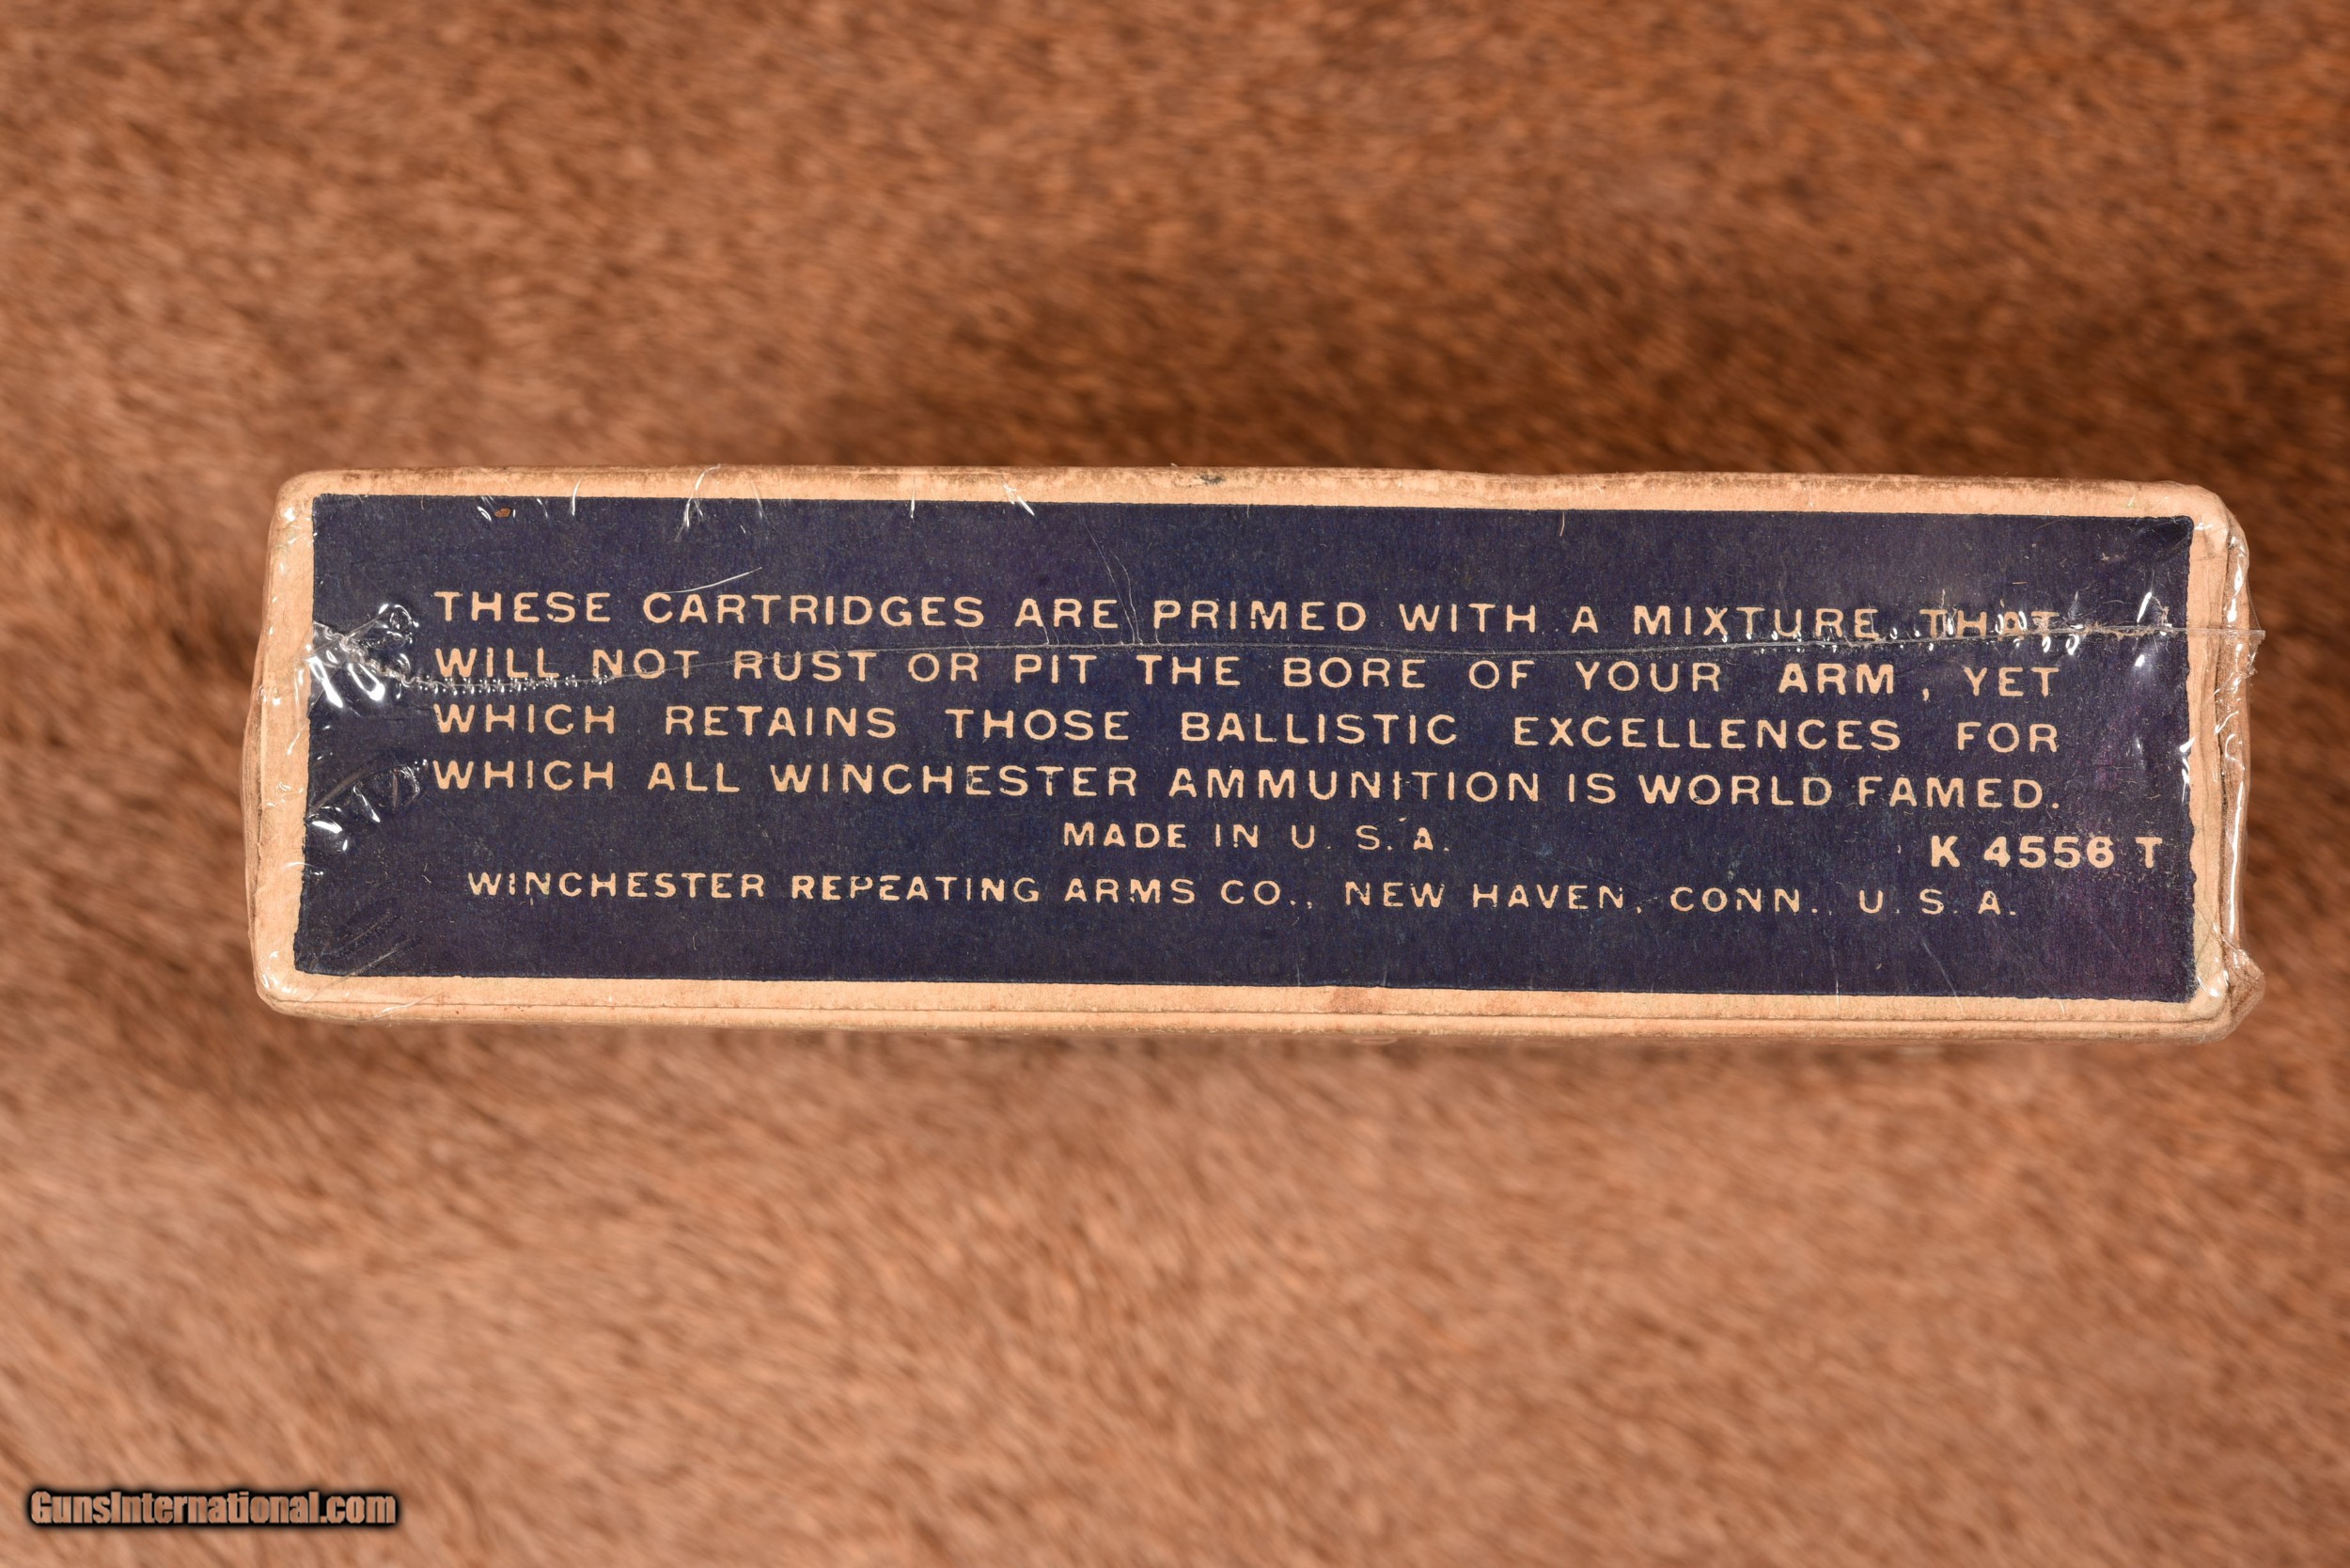 THESE CARTRIDGES ARE PRIMED WITH A MIXTURE THAT
WILL NOT RUST OR PIT THE BORE OF YOUR ARM, YET
WHICH RETAINS THOSE BALLISTIC EXCELLENCES FOR
WHICH ALL WINCHESTER AMMUNITION IS WORLD FAMED.
MADE IN U. S. A.
K 4556 T
WINCHESTER REPEATING ARMS CO., NEW HAVEN, CONN., U. S. A.
GunsInternational.com